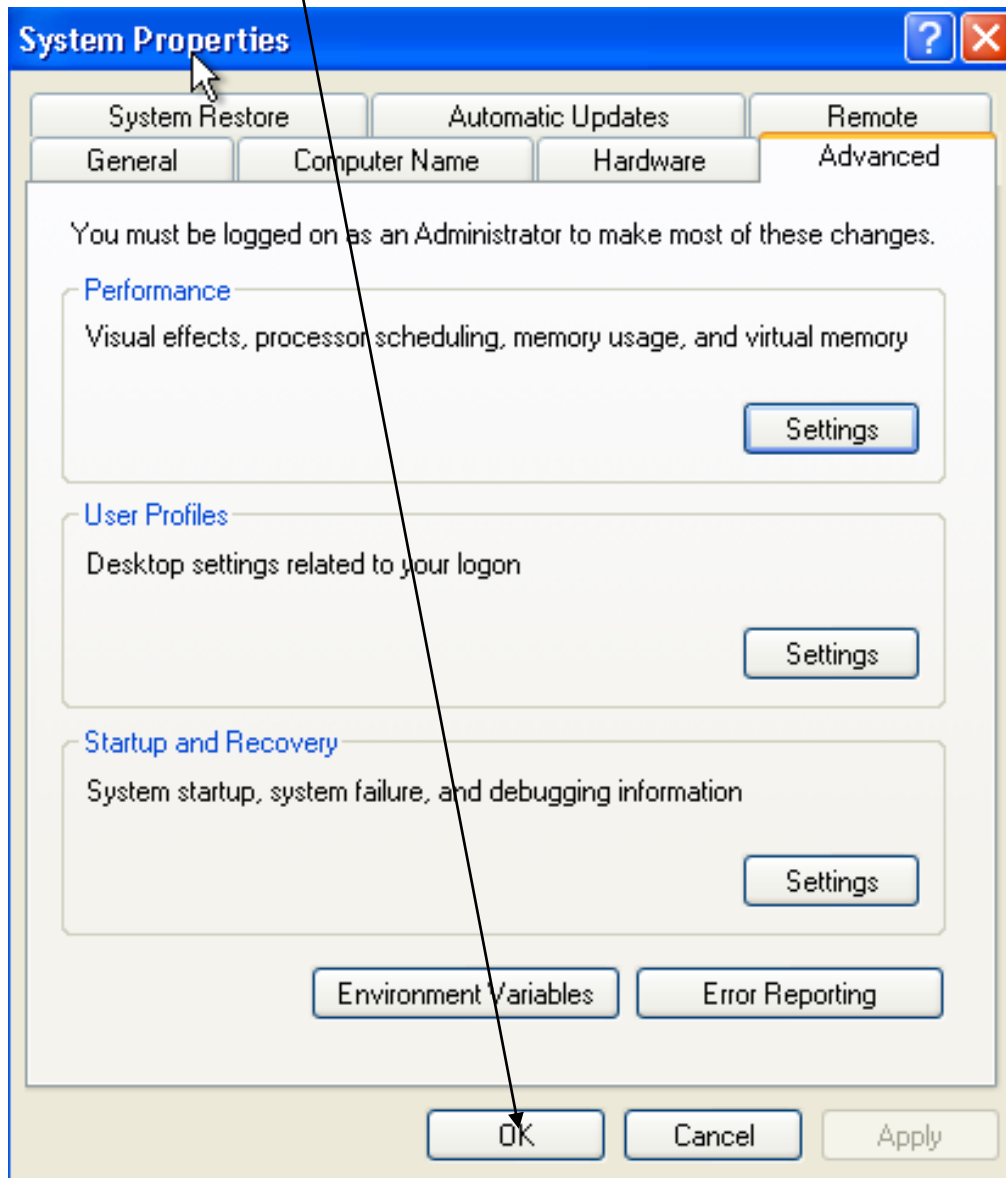 System Properties
System Restore Automatic Updates Remote
General Computer Name Hardware Advanced
You must be logged on as an Administrator to make most of these changes.
Performance
Visual effects, processor scheduling, memory usage, and virtual memory
Settings
User Profiles
Desktop settings related to your logon
Settings
Startup and Recovery
System startup, system failure, and debugging information
Settings
Environment Variables Error Reporting
OK Cancel Apply